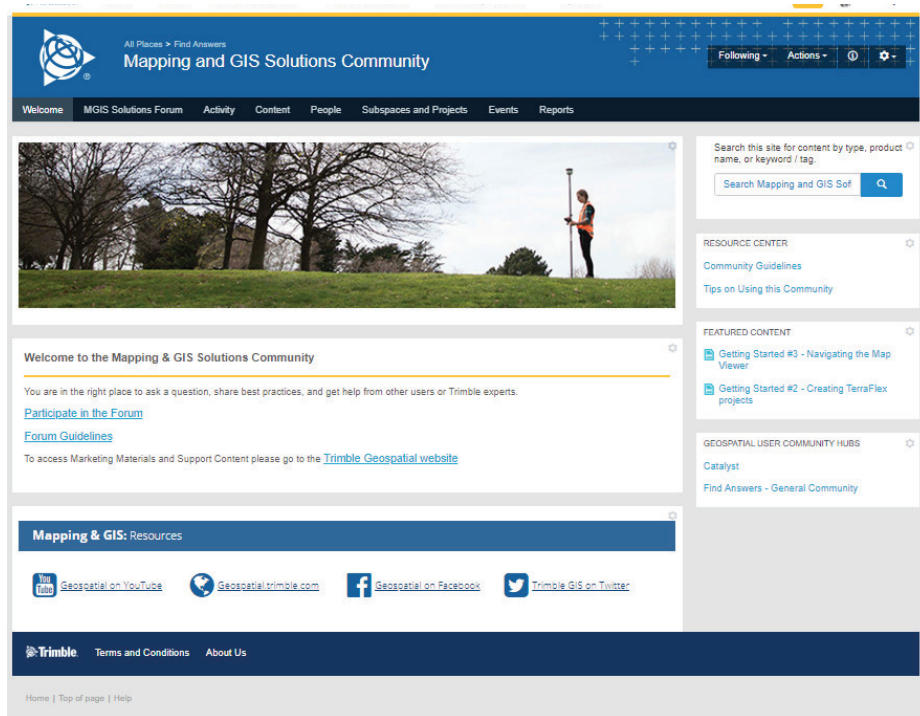 All Places > Find Answers
Mapping and GIS Solutions Community
Following
Actions
Welcome MGIS Solutions Forum Activity Content People Subspaces and Projects Events Reports
Search this site for content by type, product
name, or keyword / tag.
Search Mapping and GIS Sof
RESOURCE CENTER
Community Guidelines
Tips on Using this Community
FEATURED CONTENT
Getting Started #3 - Navigating the Map
Viewer
Getting Started #2 - Creating TerraFlex
projects
GEOSPATIAL USER COMMUNITY HUBS
Catalyst
Find Answers - General Community
Welcome to the Mapping & GIS Solutions Community
You are in the right place to ask a question, share best practices, and get help from other users or Trimble experts.
Participate in the Forum
Forum Guidelines
To access Marketing Materials and Support Content please go to the Trimble Geospatial website
Mapping & GIS: Resources
You
Tube
Geospatial on YouTube
Geospatial.trimble.com
Geospatial on Facebook
Trimble GIS on Twitter
Trimble. Terms and Conditions About Us
Home | Top of page | Help